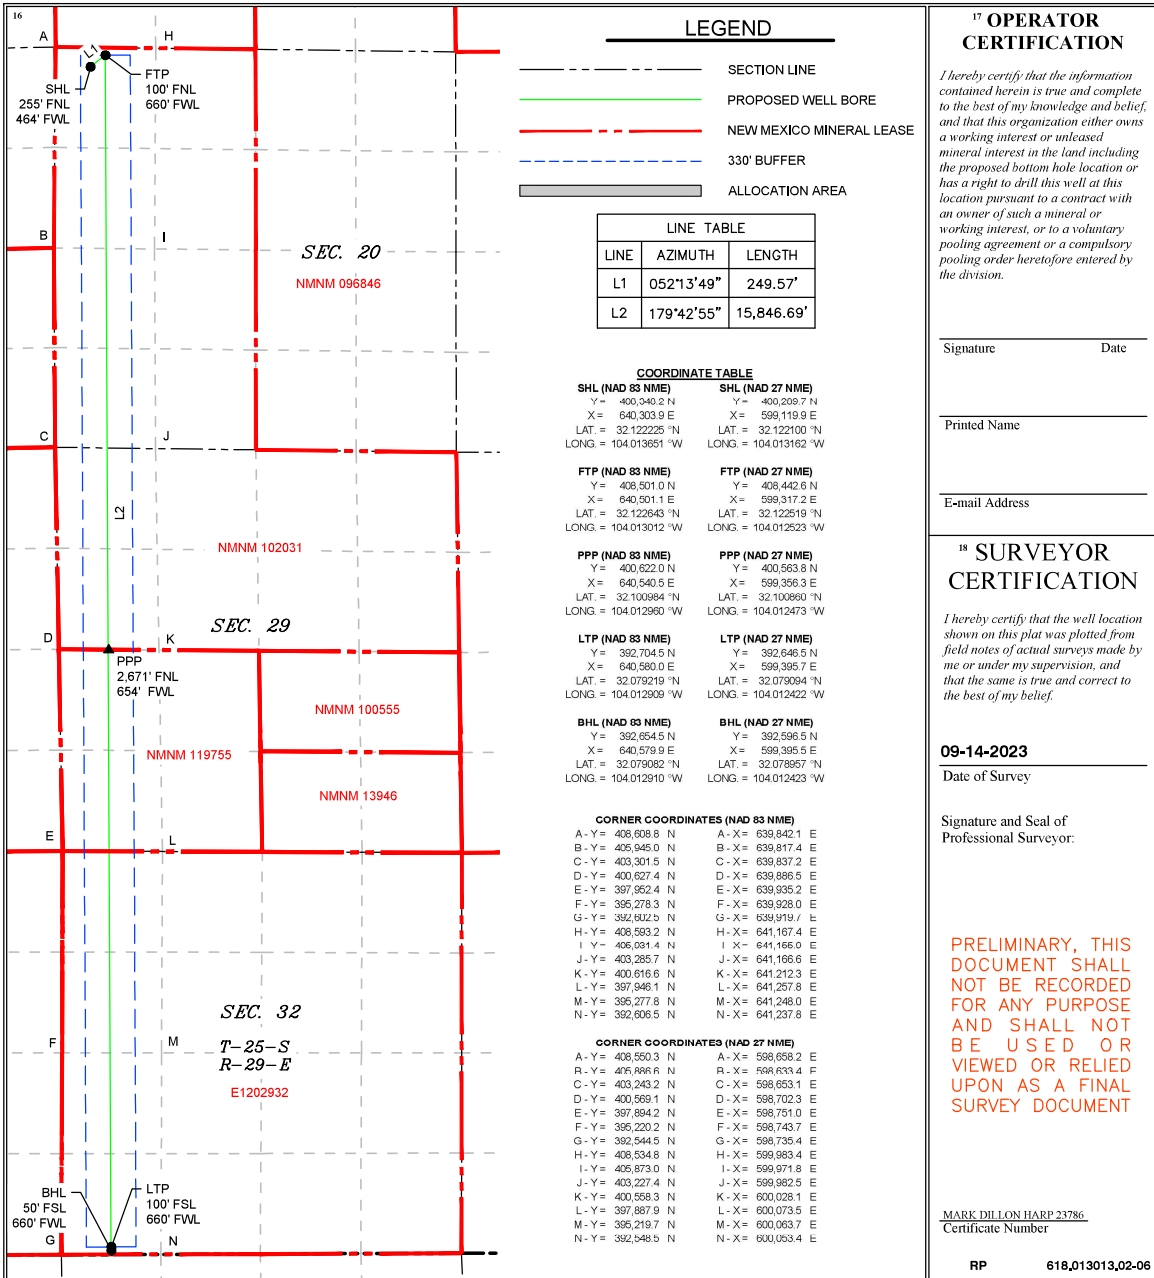 16
A
H
L1
FTP
100' FNL
660' FWL
SHL
255' FNL
464' FWL
B
I
SEC. 20
NMNM 096846
C
J
L2
NMNM 102031
SEC. 29
D
K
PPP
2,671' FNL
654' FWL
NMNM 100555
NMNM 119755
NMNM 13946
E
L
SEC. 32
F
M
T-25-S
R-29-E
E1202932
BHL
50' FSL
660' FWL
LTP
100' FSL
660' FWL
G
N
LEGEND
SECTION LINE
PROPOSED WELL BORE
NEW MEXICO MINERAL LEASE
330' BUFFER
ALLOCATION AREA
LINE TABLE
LINE AZIMUTH LENGTH
L1 052°13'49" 249.57'
L2 179°42'55" 15,846.69'
COORDINATE TABLE
SHL (NAD 83 NME) SHL (NAD 27 NME)
Y = 400,340.2 N Y = 400,209.7 N
X = 640,303.9 E X = 599,119.9 E
LAT. = 32.122225 °N LAT. = 32.122100 °N
LONG. = 104.013651 °W LONG. = 104.013162 °W
FTP (NAD 83 NME) FTP (NAD 27 NME)
Y = 408,501.0 N Y = 408,442.6 N
X = 640,501.1 E X = 599,317.2 E
LAT. = 32.122643 °N LAT. = 32.122519 °N
LONG. = 104.013012 °W LONG. = 104.012523 °W
PPP (NAD 83 NME) PPP (NAD 27 NME)
Y = 400,622.0 N Y = 400,563.8 N
X = 640,540.5 E X = 599,356.3 E
LAT. = 32.100984 °N LAT. = 32.100860 °N
LONG. = 104.012960 °W LONG. = 104.012473 °W
LTP (NAD 83 NME) LTP (NAD 27 NME)
Y = 392,704.5 N Y = 392,646.5 N
X = 640,580.0 E X = 599,395.7 E
LAT. = 32.079219 °N LAT. = 32.079094 °N
LONG. = 104.012909 °W LONG. = 104.012422 °W
BHL (NAD 83 NME) BHL (NAD 27 NME)
Y = 392,654.5 N Y = 392,596.5 N
X = 640,579.9 E X = 599,395.5 E
LAT. = 32.079082 °N LAT. = 32.078957 °N
LONG. = 104.012910 °W LONG. = 104.012423 °W
CORNER COORDINATES (NAD 83 NME)
A - Y = 408,608.8 N A - X = 639,842.1 E
B - Y = 405,945.0 N B - X = 639,817.4 E
C - Y = 403,301.5 N C - X = 639,837.2 E
D - Y = 400,627.4 N D - X = 639,886.5 E
E - Y = 397,952.4 N E - X = 639,935.2 E
F - Y = 395,278.3 N F - X = 639,928.0 E
G - Y = 392,602.5 N G - X = 639,919.7 E
H - Y = 408,593.2 N H - X = 641,167.4 E
I - Y = 406,031.4 N I - X = 641,166.0 E
J - Y = 403,285.7 N J - X = 641,166.6 E
K - Y = 400,616.6 N K - X = 641,212.3 E
L - Y = 397,946.1 N L - X = 641,257.8 E
M - Y = 395,277.8 N M - X = 641,248.0 E
N - Y = 392,606.5 N N - X = 641,237.8 E
CORNER COORDINATES (NAD 27 NME)
A - Y = 408,550.3 N A - X = 598,658.2 E
B - Y = 405,886.6 N B - X = 598,633.4 E
C - Y = 403,243.2 N C - X = 598,653.1 E
D - Y = 400,569.1 N D - X = 598,702.3 E
E - Y = 397,894.2 N E - X = 598,751.0 E
F - Y = 395,220.2 N F - X = 598,743.7 E
G - Y = 392,544.5 N G - X = 598,735.4 E
H - Y = 408,534.8 N H - X = 599,983.4 E
I - Y = 405,873.0 N I - X = 599,971.8 E
J - Y = 403,227.4 N J - X = 599,982.5 E
K - Y = 400,558.3 N K - X = 600,028.1 E
L - Y = 397,887.9 N L - X = 600,073.5 E
M - Y = 395,219.7 N M - X = 600,063.7 E
N - Y = 392,548.5 N N - X = 600,053.4 E
17 OPERATOR
CERTIFICATION
I hereby certify that the information
contained herein is true and complete
to the best of my knowledge and belief,
and that this organization either owns
a working interest or unleased
mineral interest in the land including
the proposed bottom hole location or
has a right to drill this well at this
location pursuant to a contract with
an owner of such a mineral or
working interest, or to a voluntary
pooling agreement or a compulsory
pooling order heretofore entered by
the division.
Signature Date
Printed Name
E-mail Address
18 SURVEYOR
CERTIFICATION
I hereby certify that the well location
shown on this plat was plotted from
field notes of actual surveys made by
me or under my supervision, and
that the same is true and correct to
the best of my belief.
09-14-2023
Date of Survey
Signature and Seal of
Professional Surveyor:
PRELIMINARY, THIS
DOCUMENT SHALL
NOT BE RECORDED
FOR ANY PURPOSE
AND SHALL NOT
BE USED OR
VIEWED OR RELIED
UPON AS A FINAL
SURVEY DOCUMENT
MARK DILLON HARP 23786
Certificate Number
RP 618.013013.02-06